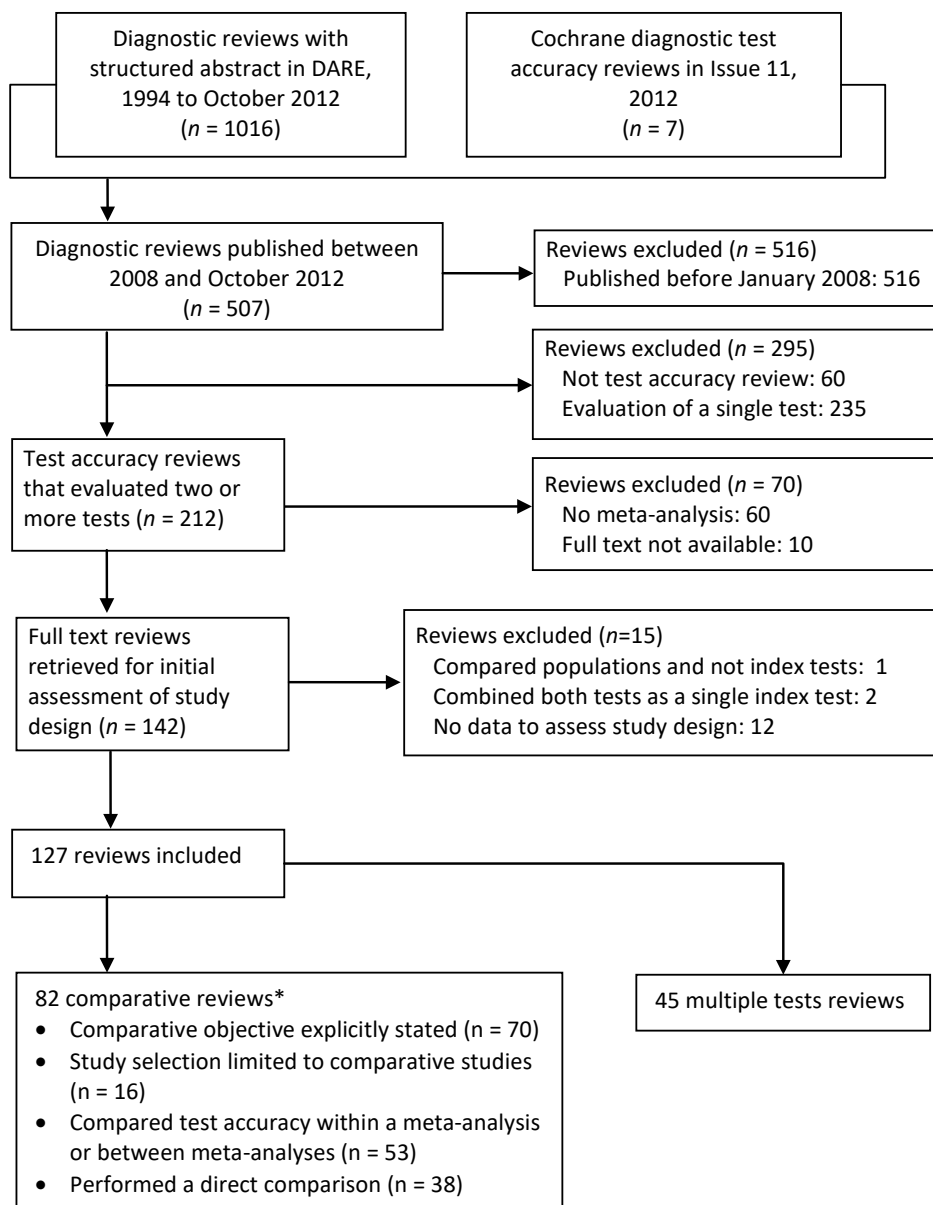 Diagnostic reviews with
structured abstract in DARE,
1994 to October 2012
(n = 1016)
Cochrane diagnostic test
accuracy reviews in Issue 11,
2012
(n = 7)
Diagnostic reviews published between
2008 and October 2012
(n = 507)
Reviews excluded (n = 516)
Published before January 2008: 516
Reviews excluded (n = 295)
Not test accuracy review: 60
Evaluation of a single test: 235
Test accuracy reviews
that evaluated two or
more tests (n = 212)
Reviews excluded (n = 70)
No meta-analysis: 60
Full text not available: 10
Full text reviews
retrieved for initial
assessment of study
design (n = 142)
Reviews excluded (n=15)
Compared populations and not index tests: 1
Combined both tests as a single index test: 2
No data to assess study design: 12
127 reviews included
82 comparative reviews*
• Comparative objective explicitly stated (n = 70)
• Study selection limited to comparative studies
(n = 16)
• Compared test accuracy within a meta-analysis
or between meta-analyses (n = 53)
• Performed a direct comparison (n = 38)
45 multiple tests reviews